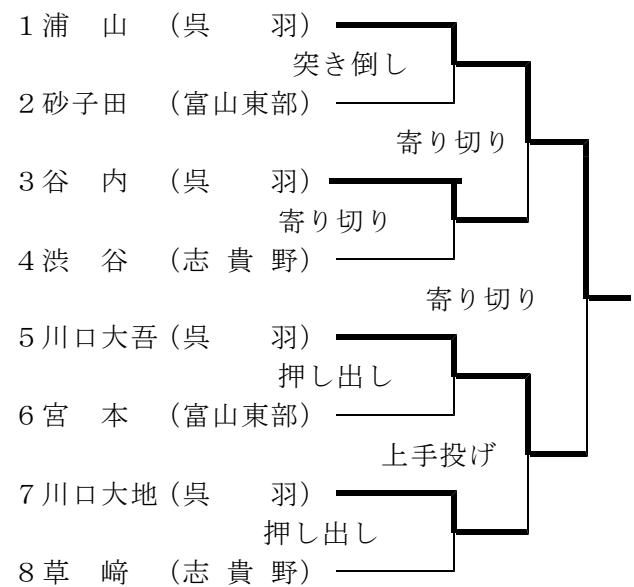 1浦　山　(呉　　羽)
突き倒し
2砂子田　(富山東部)
寄り切り
3谷　内　(呉　　羽)
寄り切り
4渋　谷　(志 貴 野)
寄り切り
5川口大吾(呉　　羽)
押し出し
6宮　本　(富山東部)
上手投げ
7川口大地(呉　　羽)
押し出し
8草　﨑　(志 貴 野)